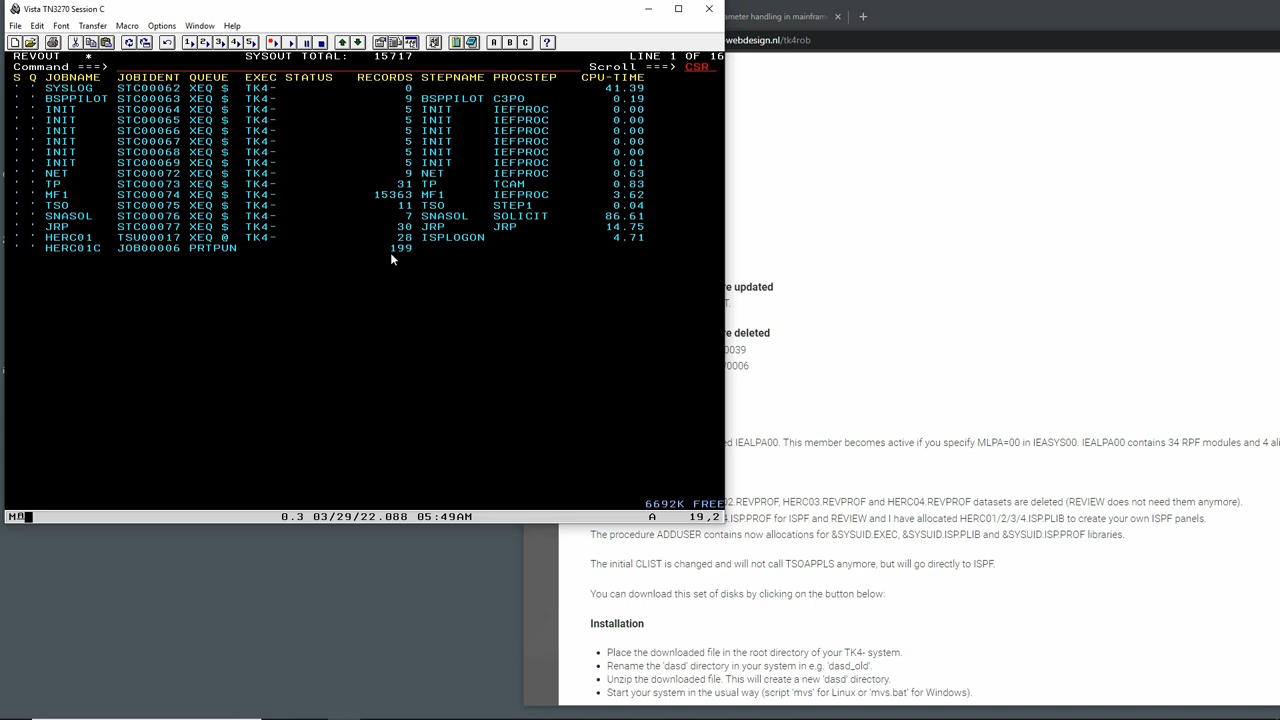 Vista TN3270 Session C
File Edit Font Transfer Macro Options Window Help
REVOUT * SYSOUT TOTAL: 15717 LINE 1 OF 16
Command ===> Scroll ===> CSR
S Q JOBNAME JOBIDENT QUEUE EXEC STATUS RECORDS STEPNAME PROCSTEP CPU-TIME
' ' SYSLOG STC00062 XEQ $ TK4- 0 41.39
' ' BSPPILOT STC00063 XEQ $ TK4- 9 BSPPILOT C3PO 0.19
' ' INIT STC00064 XEQ $ TK4- 5 INIT IEFPROC 0.00
' ' INIT STC00065 XEQ $ TK4- 5 INIT IEFPROC 0.00
' ' INIT STC00066 XEQ $ TK4- 5 INIT IEFPROC 0.00
' ' INIT STC00067 XEQ $ TK4- 5 INIT IEFPROC 0.00
' ' INIT STC00068 XEQ $ TK4- 5 INIT IEFPROC 0.00
' ' INIT STC00069 XEQ $ TK4- 5 INIT IEFPROC 0.01
' ' NET STC00072 XEQ $ TK4- 9 NET IEFPROC 0.63
' ' TP STC00073 XEQ $ TK4- 31 TP TCAM 0.83
' ' MF1 STC00074 XEQ $ TK4- 15363 MF1 IEFPROC 3.62
' ' TSO STC00075 XEQ $ TK4- 11 TSO STEP1 0.04
' ' SNASOL STC00076 XEQ $ TK4- 7 SNASOL SOLICIT 86.61
' ' JRP STC00077 XEQ $ TK4- 30 JRP JRP 14.75
' ' HERC01 TSU00017 XEQ @ TK4- 28 ISPLOGON 4.71
' ' HERC01C JOB00006 PRTPUN 199
6692K FREE
0.3 03/29/22.088 05:49AM A 19,2
ameter handling in mainfram
webdesign.nl/tk4rob
re updated
T.
re deleted
0039
0006
ed IEALPA00. This member becomes active if you specify MLPA=00 in IEASYS00. IEALPA00 contains 34 RPF modules and 4 ali
02.REVPROF, HERC03.REVPROF and HERC04.REVPROF datasets are deleted (REVIEW does not need them anymore).
4.ISP.PROF for ISPF and REVIEW and I have allocated HERC01/2/3/4.ISP.PLIB to create your own ISPF panels.
The procedure ADDUSER contains now allocations for &SYSUID.EXEC, &SYSUID.ISP.PLIB and &SYSUID.ISP.PROF libraries.
The initial CLIST is changed and will not call TSOAPPLS anymore, but will go directly to ISPF.
You can download this set of disks by clicking on the button below:
Installation
• Place the downloaded file in the root directory of your TK4- system.
• Rename the 'dasd' directory in your system in e.g. 'dasd_old'.
• Unzip the downloaded file. This will create a new 'dasd' directory.
• Start your system in the usual way (script 'mvs' for Linux or 'mvs.bat' for Windows).